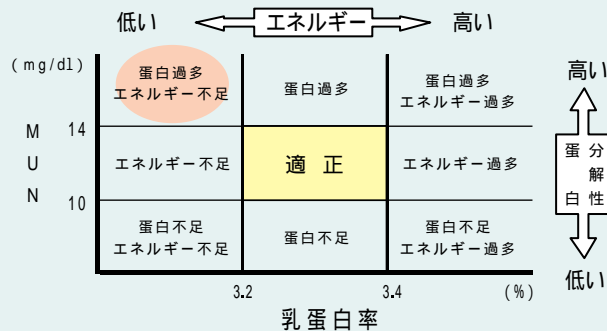 低い エネルギー 高い
(mg/dl)
蛋白過多
エネルギー不足
蛋白過多
蛋白過多
エネルギー過多
高い
14
M
U
N
エネルギー不足
適正
エネルギー過多
分解性
蛋白
10
蛋白不足
エネルギー不足
蛋白不足
蛋白不足
エネルギー過多
低い
3.2
3.4
(%)
乳蛋白率